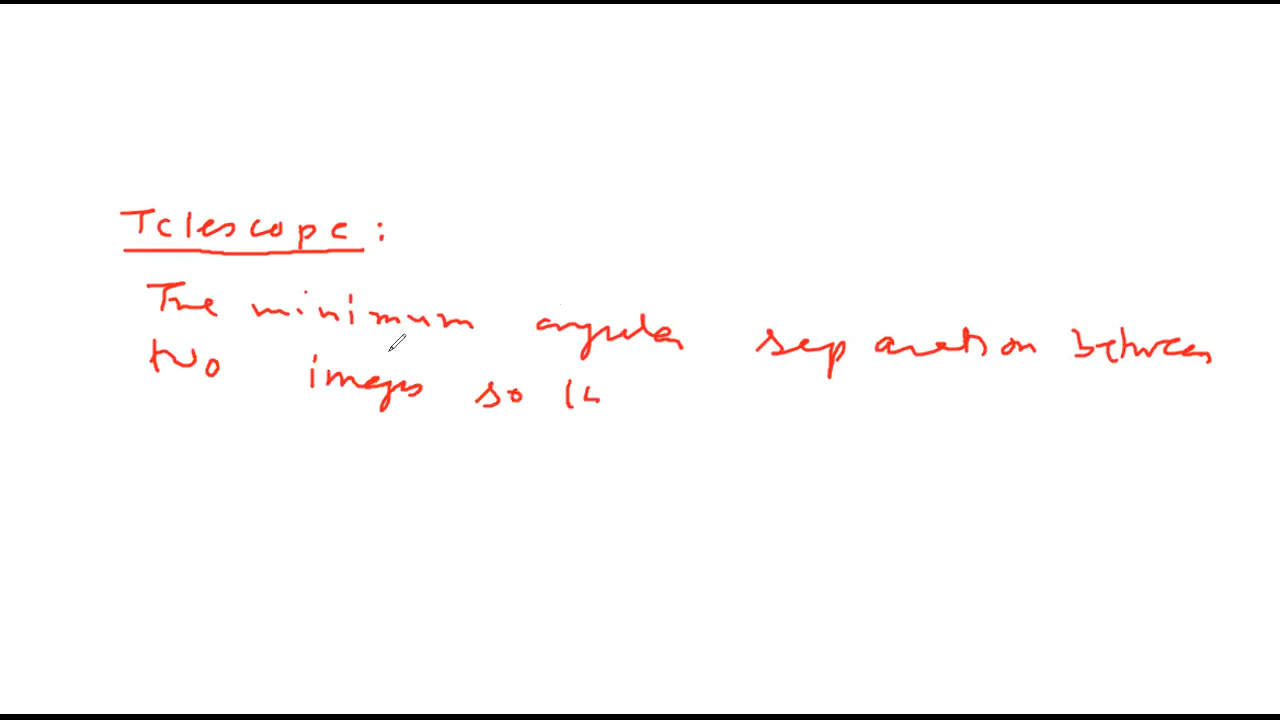 Telescope :
The minimum angular separation between
two images so